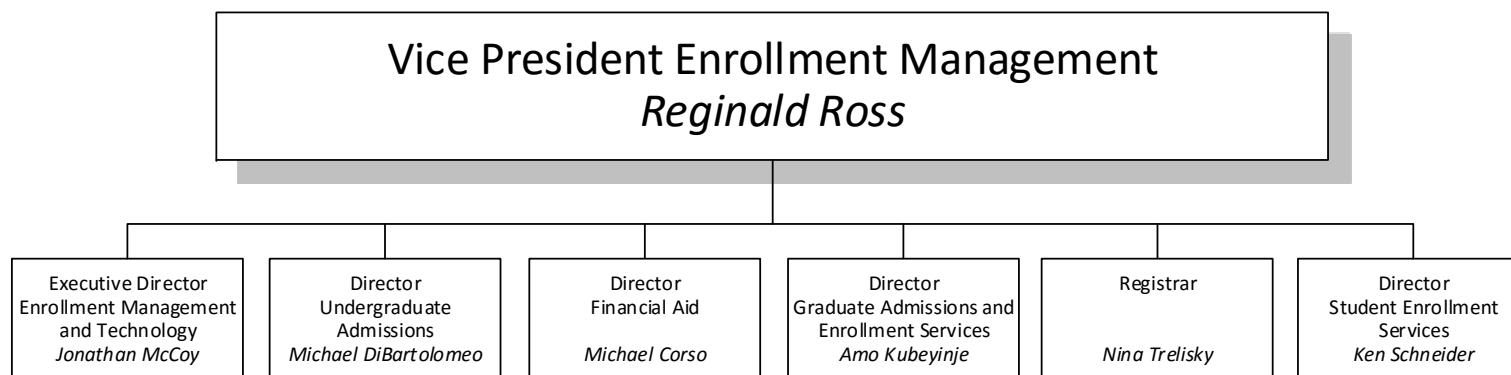 Vice President Enrollment Management
Reginald Ross
Executive Director
Enrollment Management
and Technology
Jonathan McCoy
Director
Undergraduate
Admissions
Michael DiBartolomeo
Director
Financial Aid
Michael Corso
Director
Graduate Admissions and
Enrollment Services
Amo Kubeyinje
Registrar
Nina Trelisky
Director
Student Enrollment
Services
Ken Schneider